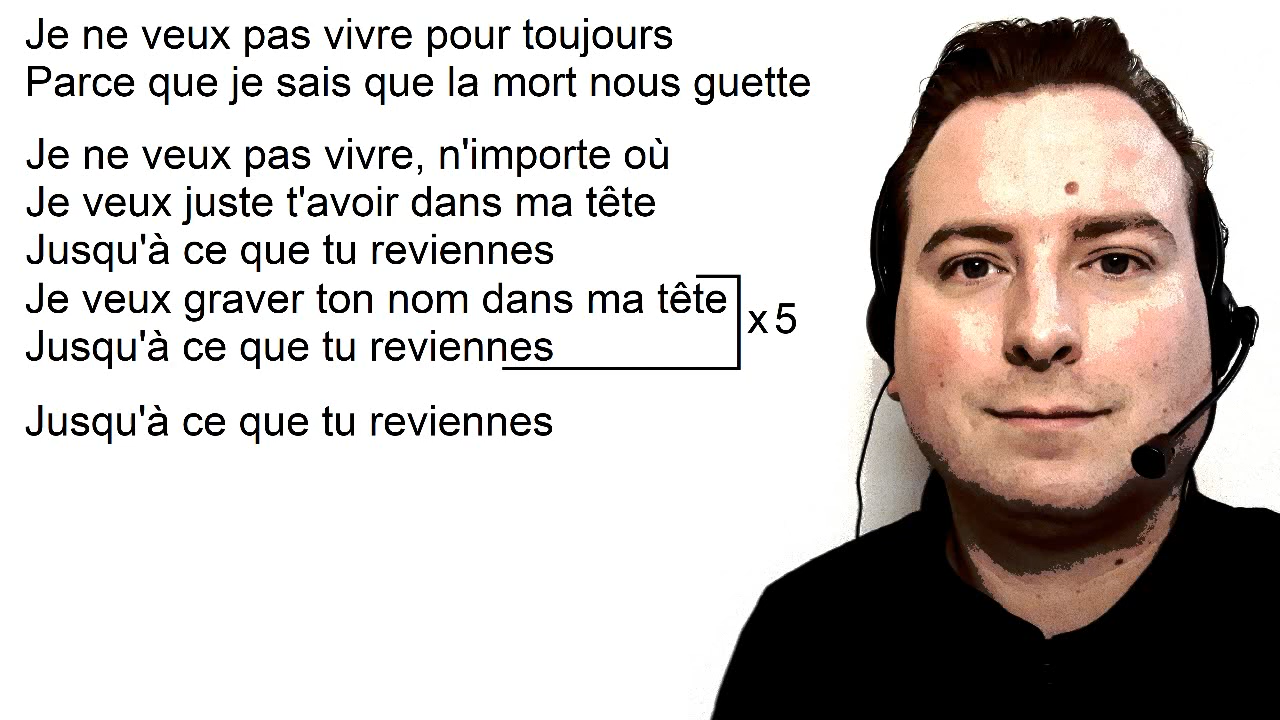 Je ne veux pas vivre pour toujours
Parce que je sais que la mort nous guette
Je ne veux pas vivre, n'importe où
Je veux juste t'avoir dans ma tête
Jusqu'à ce que tu reviennes
Je veux graver ton nom dans ma tête
Jusqu'à ce que tu reviennes
x 5
Jusqu'à ce que tu reviennes